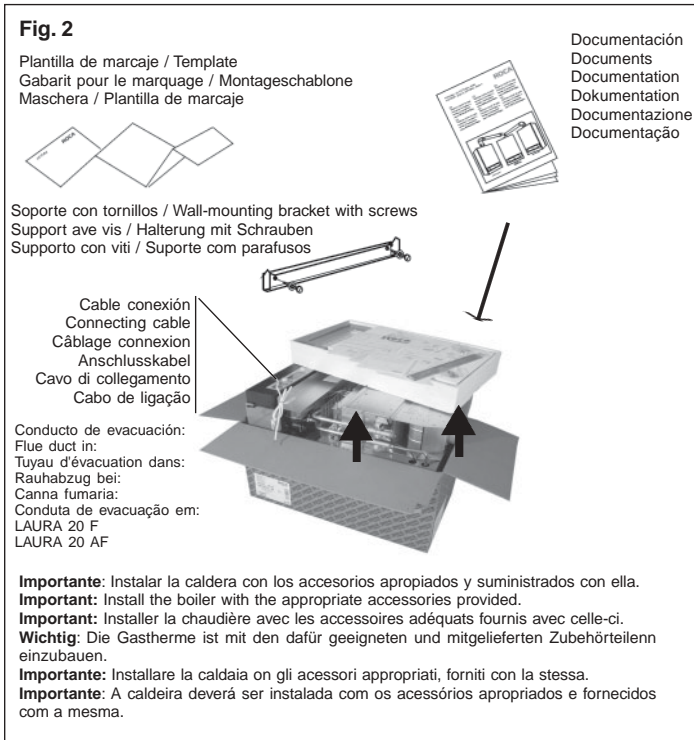 Fig. 2
Plantilla de marcaje / Template
Gabarit pour le marquage / Montageschablone
Maschera / Plantilla de marcaje
Documentación
Documents
Documentation
Dokumentation
Documentazione
Documentação
ROCA
ROCA
Soporte con tornillos / Wall-mounting bracket with screws
Support ave vis / Halterung mit Schrauben
Supporto con viti / Suporte com parafusos
Cable conexión
Connecting cable
Câblage connexion
Anschlusskabel
Cavo di collegamento
Cabo de ligação
Conducto de evacuación:
Flue duct in:
Tuyau d'évacuation dans:
Rauhabzug bei:
Canna fumaria:
Conduta de evacuação em:
LAURA 20 F
LAURA 20 AF
Importante: Instalar la caldera con los accesorios apropiados y suministrados con ella.
Important: Install the boiler with the appropriate accessories provided.
Important: Installer la chaudière avec les accessoires adéquats fournis avec celle-ci.
Wichtig: Die Gastherme ist mit den dafür geeigneten und mitgelieferten Zubehörteilenn
einzubauen.
Importante: Installare la caldaia on gli acessori appropriati, forniti con la stessa.
Importante: A caldeira deverá ser instalada com os acessórios apropriados e fornecidos
com a mesma.